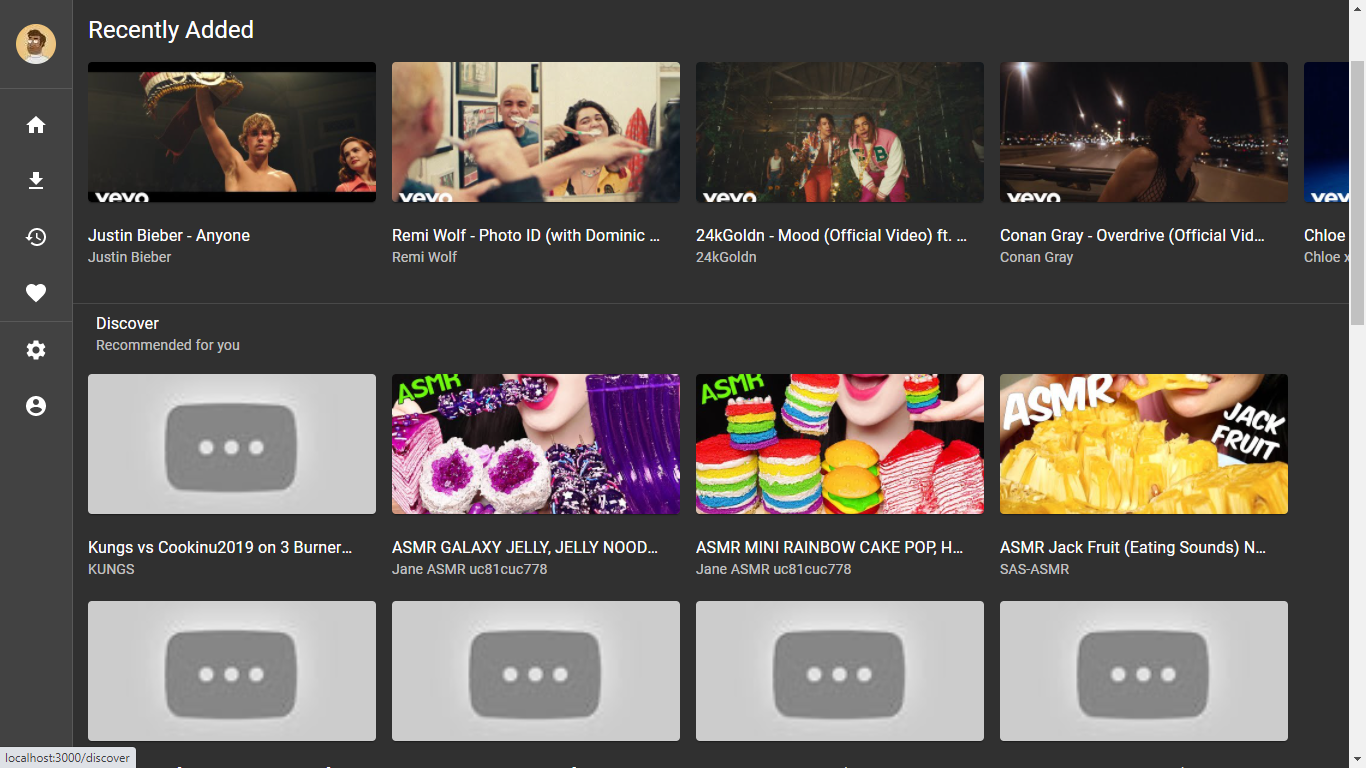 Recently Added
vevo
vevo
vevo
vevo
vev
Justin Bieber - Anyone
Remi Wolf - Photo ID (with Dominic ...
24kGoldn - Mood (Official Video) ft. ...
Conan Gray - Overdrive (Official Vid...
Chloe
Justin Bieber
Remi Wolf
24kGoldn
Conan Gray
Chloe x
Discover
Recommended for you
ASMR
ASMR
ASMR
JACK
FRUIT
Kungs vs Cookinu2019 on 3 Burner...
ASMR GALAXY JELLY, JELLY NOOD...
ASMR MINI RAINBOW CAKE POP, H...
ASMR Jack Fruit (Eating Sounds) N...
KUNGS
Jane ASMR uc81cuc778
Jane ASMR uc81cuc778
SAS-ASMR
localhost:3000/discover